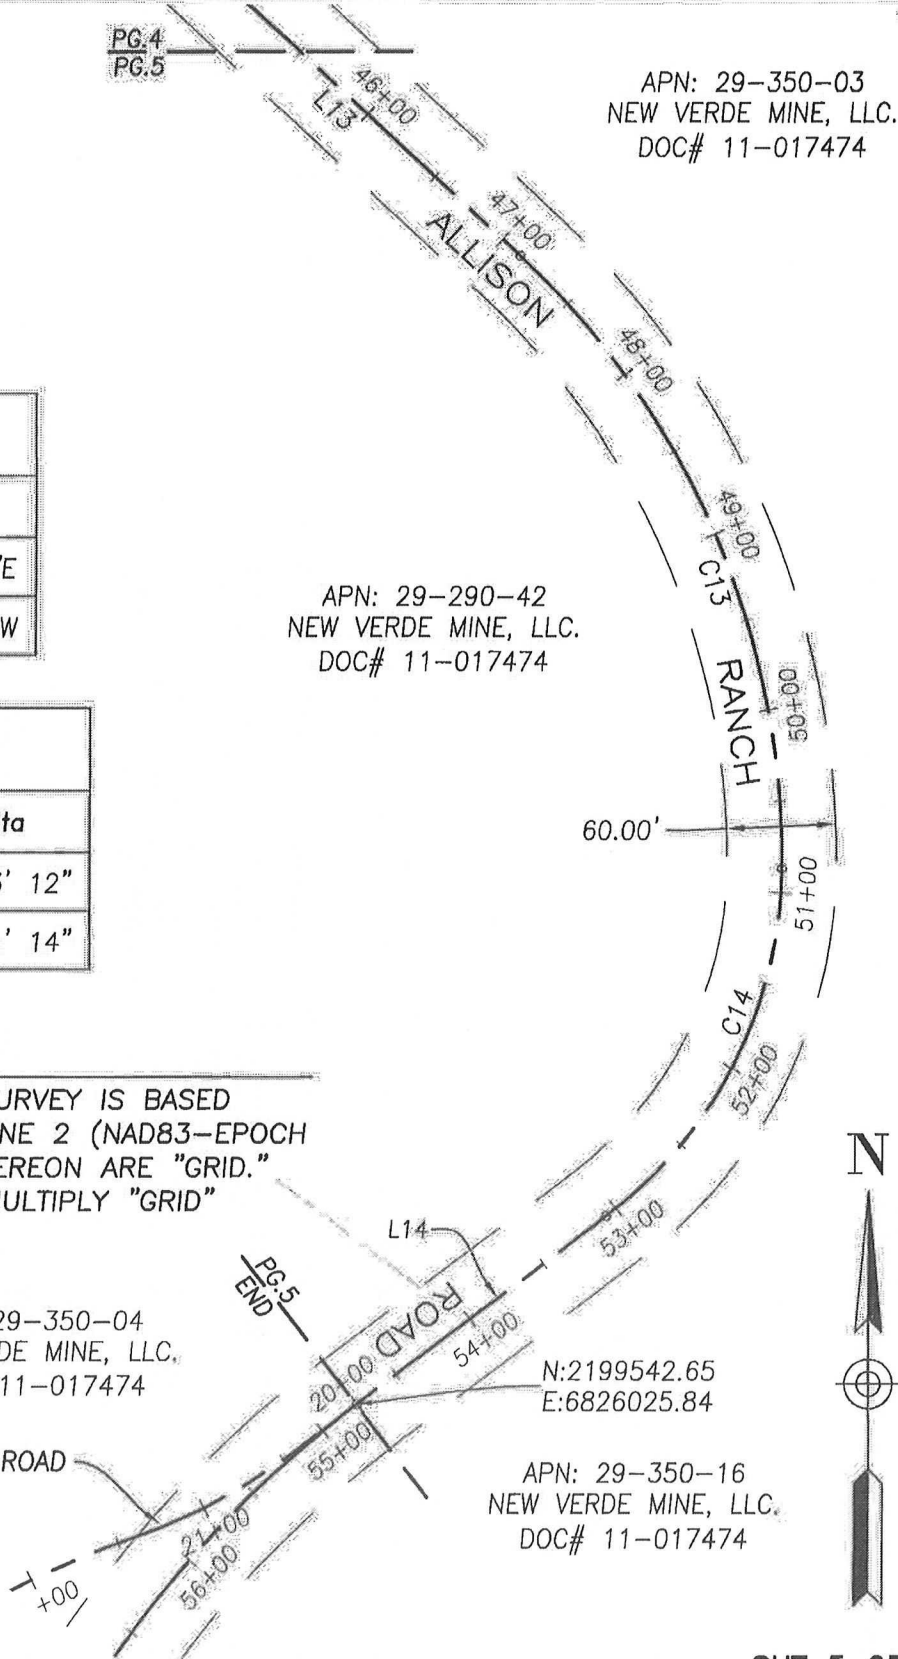 PG.4
PG.5
APN: 29-350-03
NEW VERDE MINE, LLC.
DOC# 11-017474
46+00
L13
47+00
ALLISON
48+00
49+00
C13
'E
W
APN: 29-290-42
NEW VERDE MINE, LLC.
DOC# 11-017474
RANCH
50+00
ta
' 12"
' 14"
60.00'
51+00
C14
52+00
URVEY IS BASED
NE 2 (NAD83-EPOCH
EREON ARE "GRID."
MULTIPLY "GRID"
N
L14
53+00
PG.5
END
ROAD
54+00
29-350-04
DE MINE, LLC.
11-017474
20+00
N:2199542.65
E:6826025.84
55+00
ROAD
APN: 29-350-16
NEW VERDE MINE, LLC.
DOC# 11-017474
21+00
56+00
+00